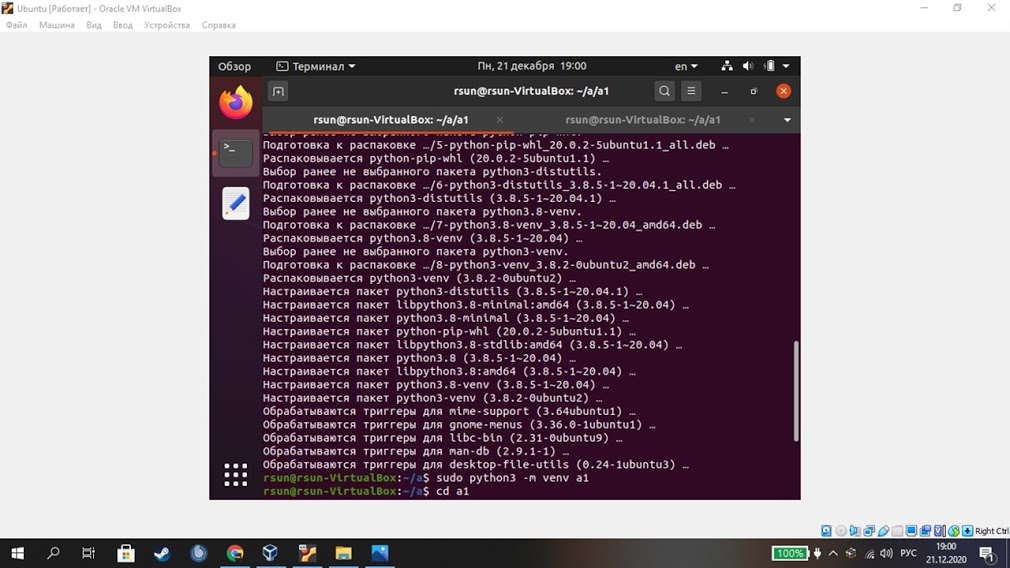 Ubuntu [Работает] - Oracle VM VirtualBox
Файл Машина Вид Ввод Устройства Справка
Обзор Терминал Пн, 21 декабря 19:00 en
rsun@rsun-VirtualBox: ~/a/a1
rsun@rsun-VirtualBox: ~/a/a1 rsun@rsun-VirtualBox: ~/a/a1
Подготовка к распаковке …/5-python-pip-whl_20.0.2-5ubuntu1.1_all.deb …
Распаковывается python-pip-whl (20.0.2-5ubuntu1.1) …
Выбор ранее не выбранного пакета python3-distutils.
Подготовка к распаковке …/6-python3-distutils_3.8.5-1~20.04.1_all.deb …
Распаковывается python3-distutils (3.8.5-1~20.04.1) …
Выбор ранее не выбранного пакета python3.8-venv.
Подготовка к распаковке …/7-python3.8-venv_3.8.5-1~20.04_amd64.deb …
Распаковывается python3.8-venv (3.8.5-1~20.04) …
Выбор ранее не выбранного пакета python3-venv.
Подготовка к распаковке …/8-python3-venv_3.8.2-0ubuntu2_amd64.deb …
Распаковывается python3-venv (3.8.2-0ubuntu2) …
Настраивается пакет python3-distutils (3.8.5-1~20.04.1) …
Настраивается пакет libpython3.8-minimal:amd64 (3.8.5-1~20.04) …
Настраивается пакет python3.8-minimal (3.8.5-1~20.04) …
Настраивается пакет python-pip-whl (20.0.2-5ubuntu1.1) …
Настраивается пакет libpython3.8-stdlib:amd64 (3.8.5-1~20.04) …
Настраивается пакет python3.8 (3.8.5-1~20.04) …
Настраивается пакет libpython3.8:amd64 (3.8.5-1~20.04) …
Настраивается пакет python3.8-venv (3.8.5-1~20.04) …
Настраивается пакет python3-venv (3.8.2-0ubuntu2) …
Обрабатываются триггеры для mime-support (3.64ubuntu1) …
Обрабатываются триггеры для gnome-menus (3.36.0-1ubuntu1) …
Обрабатываются триггеры для libc-bin (2.31-0ubuntu9) …
Обрабатываются триггеры для man-db (2.9.1-1) …
Обрабатываются триггеры для desktop-file-utils (0.24-1ubuntu3) …
rsun@rsun-VirtualBox:~/a$ sudo python3 -m venv a1
rsun@rsun-VirtualBox:~/a$ cd a1
Right Ctrl
100% РУС 19:00
21.12.2020
1